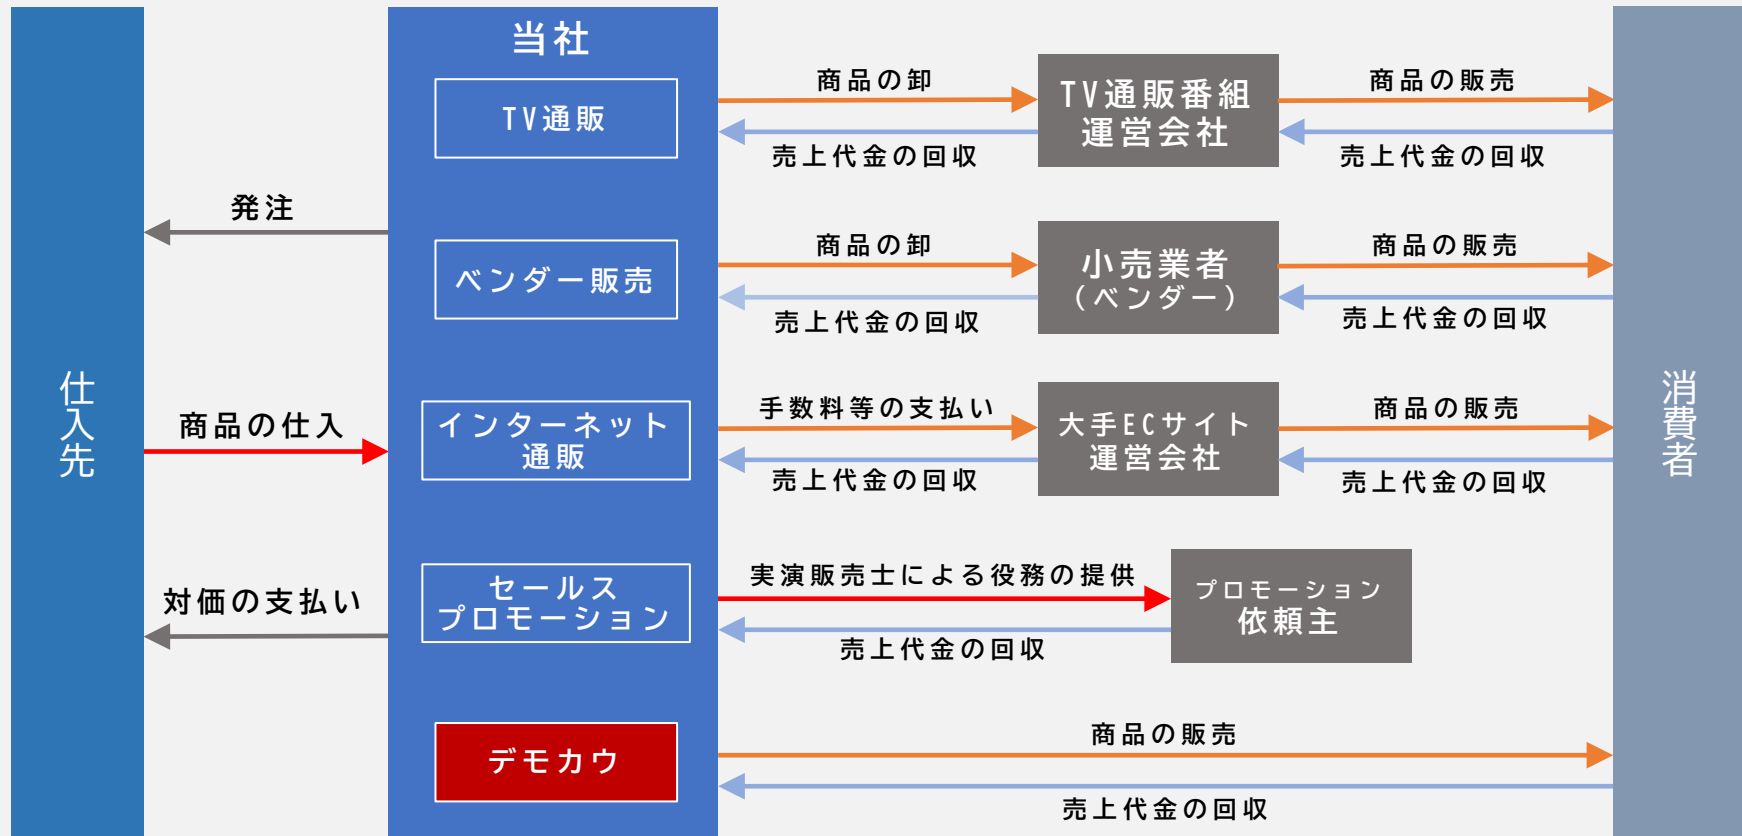 当社
TV通販
商品の卸
TV通販番組
運営会社
商品の販売
売上代金の回収
売上代金の回収
発注
ベンダー販売
商品の卸
小売業者
（ベンダー）
商品の販売
売上代金の回収
売上代金の回収
仕入先
商品の仕入
インターネット
通販
手数料等の支払い
大手ECサイト
運営会社
商品の販売
売上代金の回収
売上代金の回収
消費者
対価の支払い
セールス
プロモーション
実演販売士による役務の提供
プロモーション
依頼主
売上代金の回収
デモカウ
商品の販売
売上代金の回収